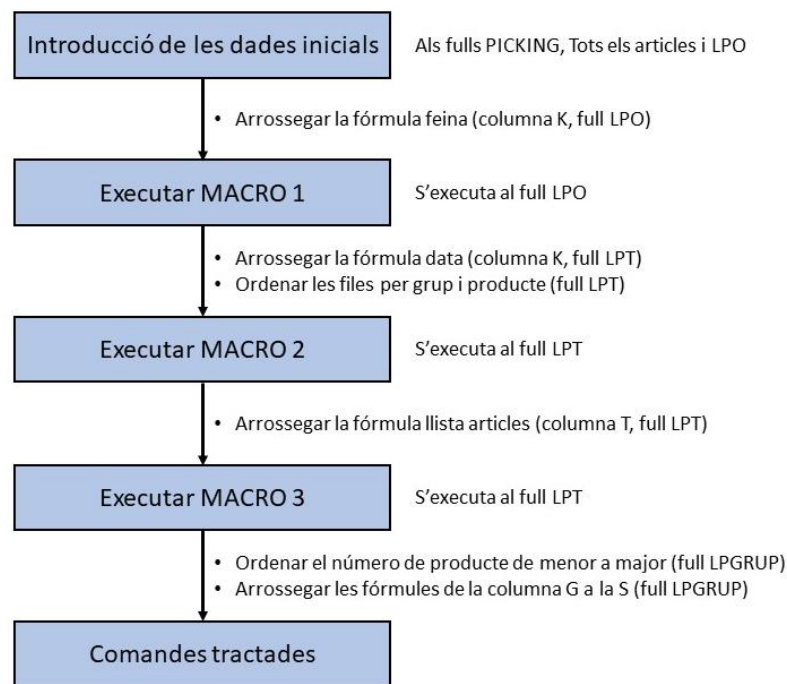 Introducció de les dades inicials
Als fulls PICKING, Tots els articles i LPO
• Arrossegar la fórmula feina (columna K, full LPO)
Executar MACRO 1
S'executa al full LPO
• Arrossegar la fórmula data (columna K, full LPT)
• Ordenar les files per grup i producte (full LPT)
Executar MACRO 2
S'executa al full LPT
• Arrossegar la fórmula llista articles (columna T, full LPT)
Executar MACRO 3
S'executa al full LPT
• Ordenar el número de producte de menor a major (full LPGRUP)
• Arrossegar les fórmules de la columna G a la S (full LPGRUP)
Comandes tractades